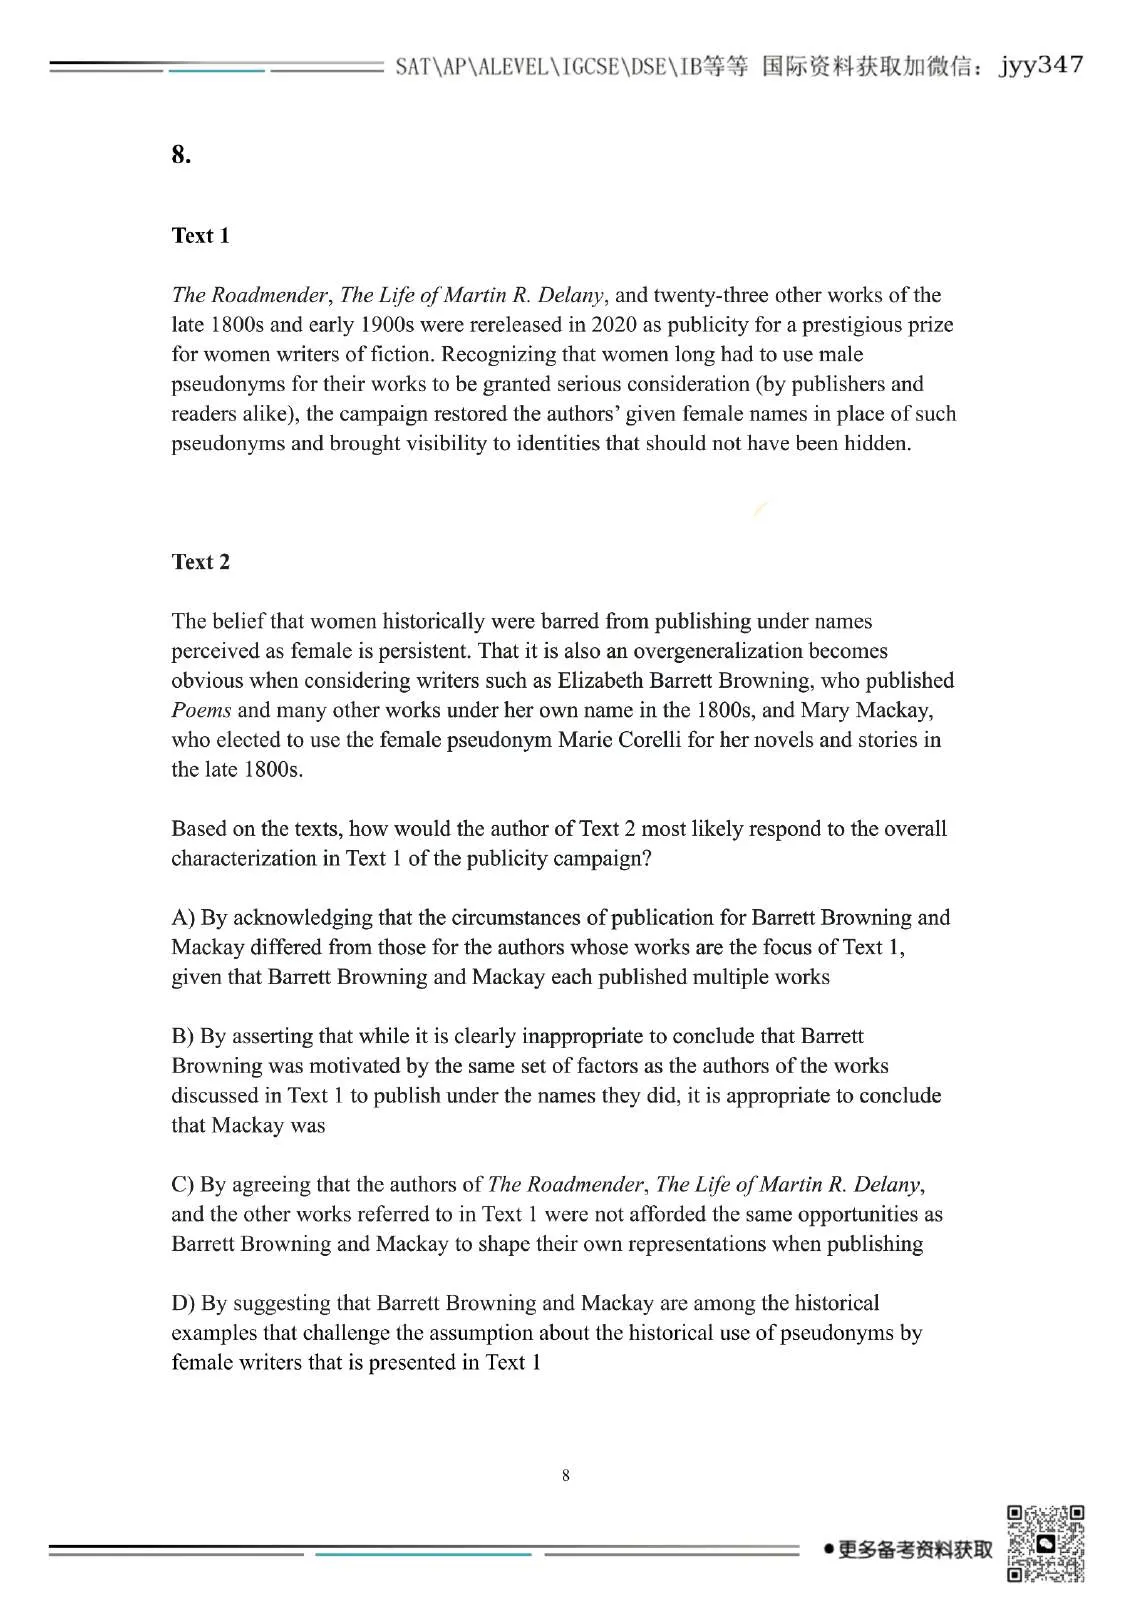 SAT\AP\ALEVEL\IGCSE\DSE\IB等等 国际资料获取加微信：jyy347
8.
Text 1
The Roadmender, The Life of Martin R. Delany, and twenty-three other works of the
late 1800s and early 1900s were rereleased in 2020 as publicity for a prestigious prize
for women writers of fiction. Recognizing that women long had to use male
pseudonyms for their works to be granted serious consideration (by publishers and
readers alike), the campaign restored the authors’ given female names in place of such
pseudonyms and brought visibility to identities that should not have been hidden.
Text 2
The belief that women historically were barred from publishing under names
perceived as female is persistent. That it is also an overgeneralization becomes
obvious when considering writers such as Elizabeth Barrett Browning, who published
Poems and many other works under her own name in the 1800s, and Mary Mackay,
who elected to use the female pseudonym Marie Corelli for her novels and stories in
the late 1800s.
Based on the texts, how would the author of Text 2 most likely respond to the overall
characterization in Text 1 of the publicity campaign?
A) By acknowledging that the circumstances of publication for Barrett Browning and
Mackay differed from those for the authors whose works are the focus of Text 1,
given that Barrett Browning and Mackay each published multiple works
B) By asserting that while it is clearly inappropriate to conclude that Barrett
Browning was motivated by the same set of factors as the authors of the works
discussed in Text 1 to publish under the names they did, it is appropriate to conclude
that Mackay was
C) By agreeing that the authors of The Roadmender, The Life of Martin R. Delany,
and the other works referred to in Text 1 were not afforded the same opportunities as
Barrett Browning and Mackay to shape their own representations when publishing
D) By suggesting that Barrett Browning and Mackay are among the historical
examples that challenge the assumption about the historical use of pseudonyms by
female writers that is presented in Text 1
8
●更多备考资料获取